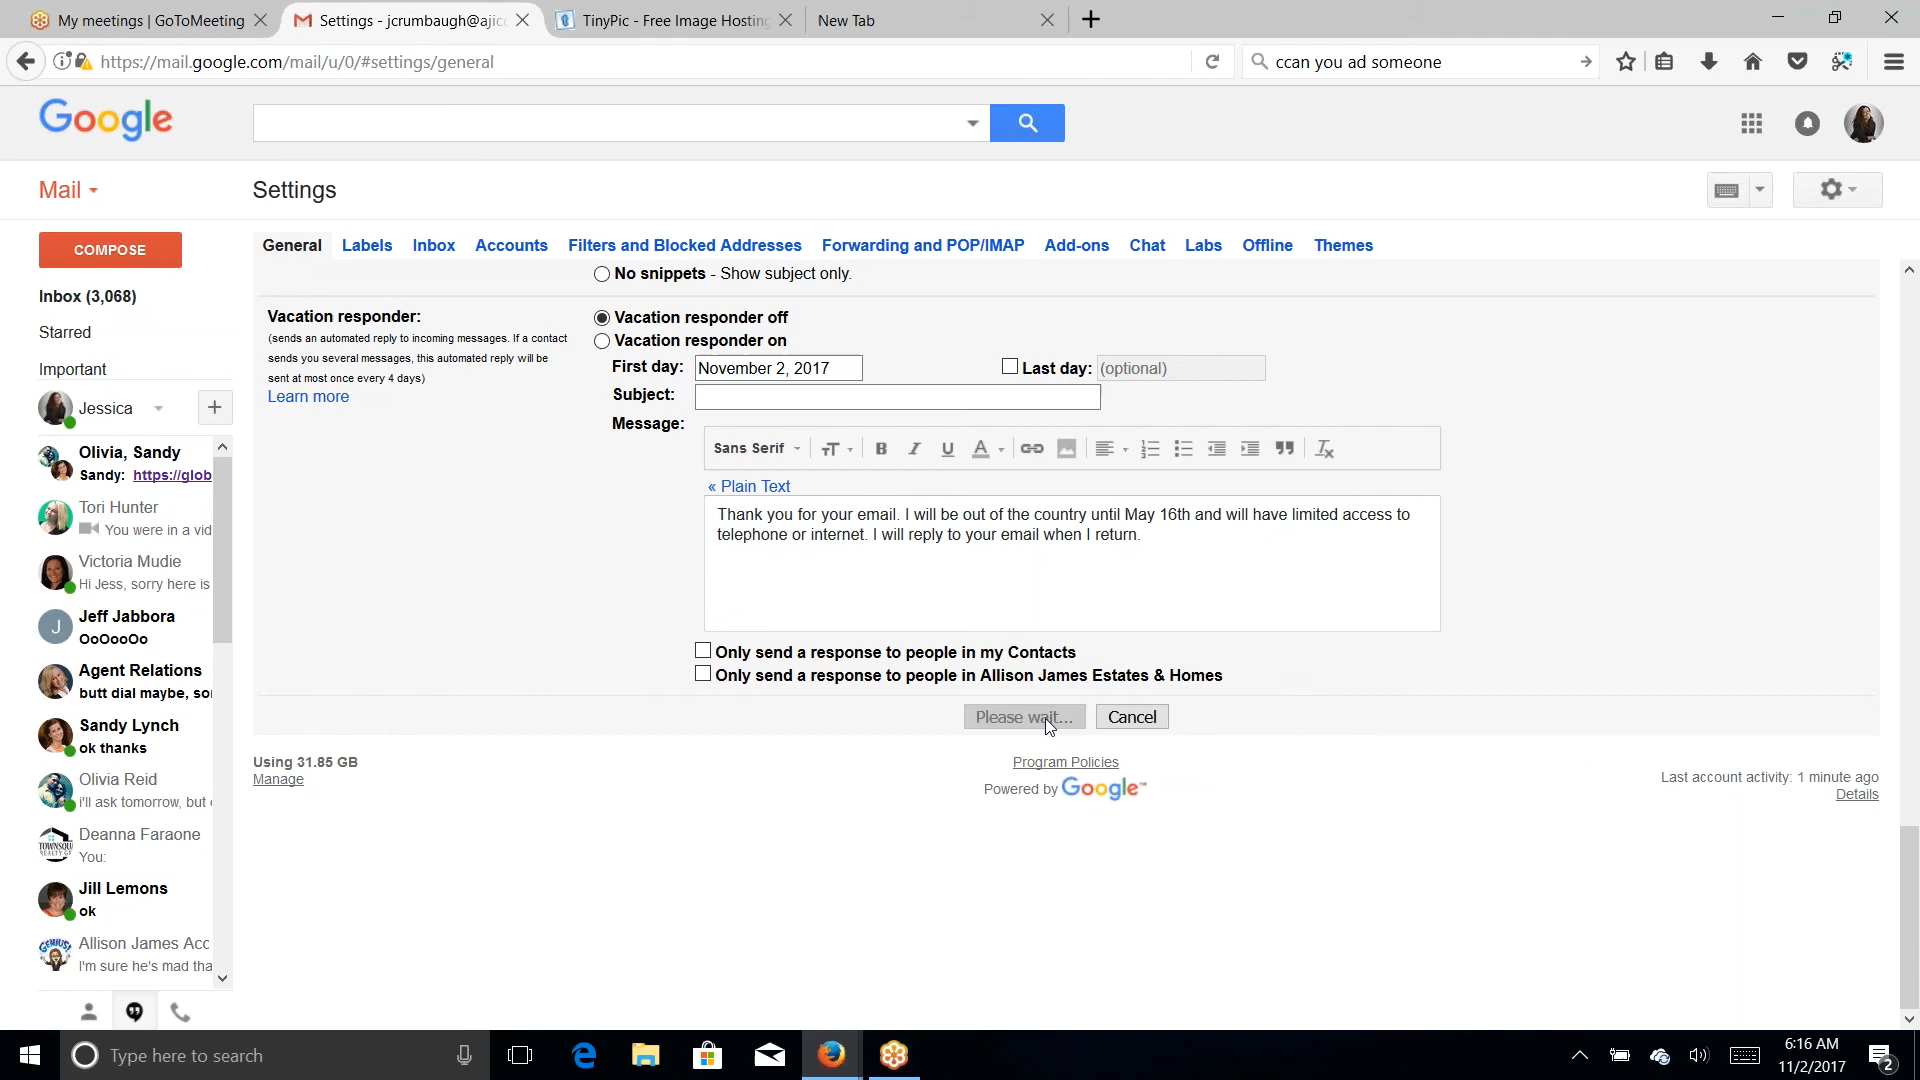 My meetings | GoToMeeting
Settings - jcrumbaugh@ajicc
TinyPic - Free Image Hosting
New Tab
https://mail.google.com/mail/u/0/#settings/general
ccan you ad someone
Google
Mail
Settings
COMPOSE
General Labels Inbox Accounts Filters and Blocked Addresses Forwarding and POP/IMAP Add-ons Chat Labs Offline Themes
Inbox (3,068)
Starred
Important
Jessica
Olivia, Sandy
Sandy: https://glob
Tori Hunter
You were in a vid
Victoria Mudie
Hi Jess, sorry here is
Jeff Jabbora
J
OoOooOo
Agent Relations
butt dial maybe, sor
Sandy Lynch
ok thanks
Olivia Reid
i'll ask tomorrow, but
Deanna Faraone
You:
Jill Lemons
ok
Allison James Acc
I'm sure he's mad tha
No snippets - Show subject only.
Vacation responder:
(sends an automated reply to incoming messages. If a contact
sends you several messages, this automated reply will be
sent at most once every 4 days)
Learn more
Vacation responder off
Vacation responder on
First day: November 2, 2017 Last day: (optional)
Subject:
Message:
Sans Serif
« Plain Text
Thank you for your email. I will be out of the country until May 16th and will have limited access to
telephone or internet. I will reply to your email when I return.
Only send a response to people in my Contacts
Only send a response to people in Allison James Estates & Homes
Please wait... Cancel
Using 31.85 GB
Manage
Program Policies
Powered by Google™
Last account activity: 1 minute ago
Details
Type here to search
6:16 AM
11/2/2017
2